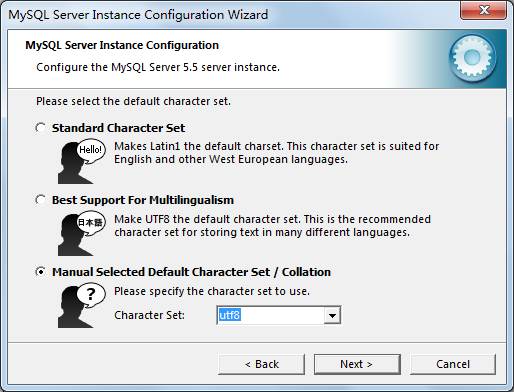 MySQL Server Instance Configuration Wizard
MySQL Server Instance Configuration
Configure the MySQL Server 5.5 server instance.
Please select the default character set.
Standard Character Set
Hello!
Makes Latin1 the default charset. This character set is suited for
English and other West European languages.
Best Support For Multilingualism
日本語
Make UTF8 the default character set. This is the recommended
character set for storing text in many different languages.
Manual Selected Default Character Set / Collation
?
Please specify the character set to use.
Character Set: utf8
< Back Next > Cancel